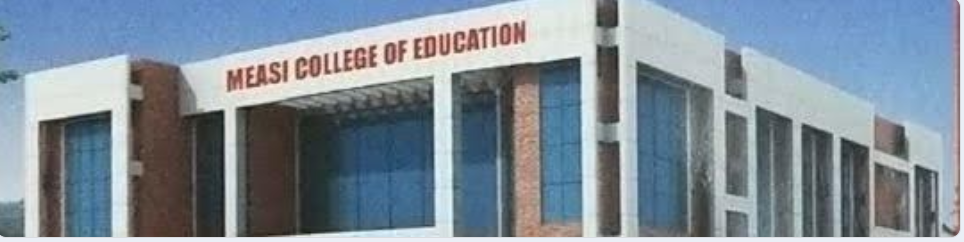 MEASI COLLEGE OF EDUCATION